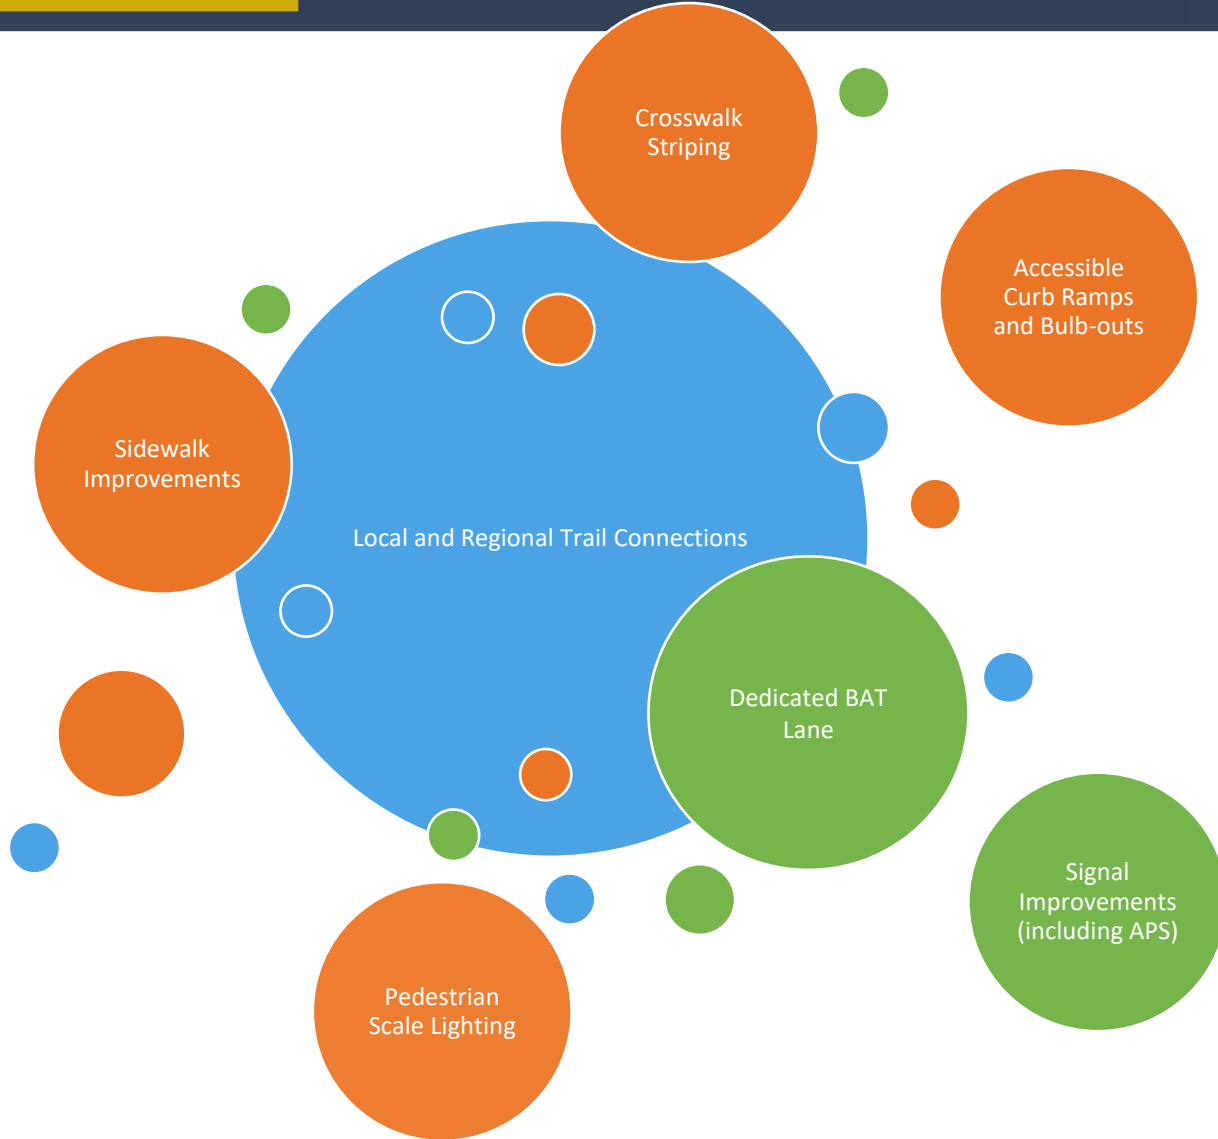 Crosswalk
Striping
Accessible
Curb Ramps
and Bulb-outs
Sidewalk
Improvements
Local and Regional Trail Connections
Dedicated BAT
Lane
Signal
Improvements
(including APS)
Pedestrian
Scale Lighting